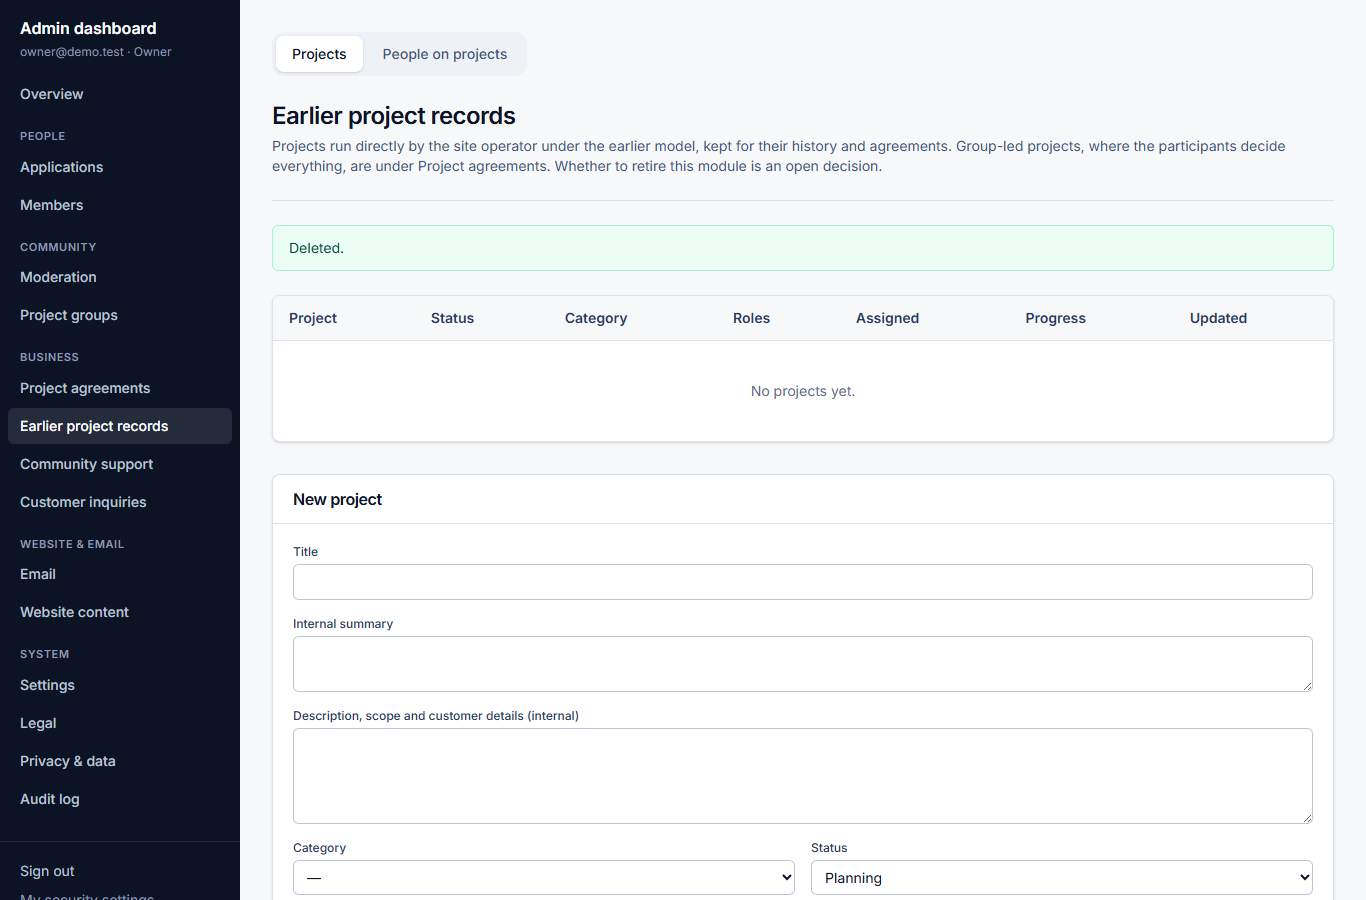 Admin dashboard
owner@demo.test · Owner
Overview
PEOPLE
Applications
Members
COMMUNITY
Moderation
Project groups
BUSINESS
Project agreements
Earlier project records
Community support
Customer inquiries
WEBSITE & EMAIL
Email
Website content
SYSTEM
Settings
Legal
Privacy & data
Audit log
Sign out
My security settings
Projects
People on projects
Earlier project records
Projects run directly by the site operator under the earlier model, kept for their history and agreements. Group-led projects, where the participants decide
everything, are under Project agreements. Whether to retire this module is an open decision.
Deleted.
Project Status Category Roles Assigned Progress Updated
No projects yet.
New project
Title
Internal summary
Description, scope and customer details (internal)
Category Status
— Planning